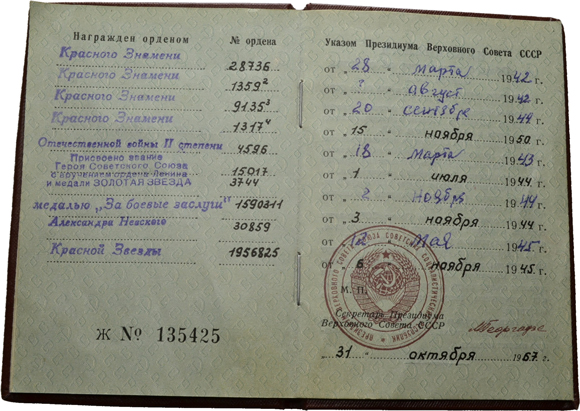 Награжден орденом № ордена
Красного Знамени 28736
Красного Знамени 1359²
Красного Знамени 9135³
Красного Знамени 1317⁴
Отечественной войны II степени 4596
Присвоено звание
Героя Советского Союза
с вручением ордена Ленина 15017
и медали ЗОЛОТАЯ ЗВЕЗДА 3744
медалью „За боевые заслуги" 1590311
Александра Невского 30859
Красной Звезды 1956825
Ж № 135425
Указом Президиума Верховного Совета СССР
от „28 " марта 1942 г.
от „? " август 1942 г.
от „20 " сентября 1944 г.
от „15 " ноября 1950 г.
от „18 " марта 1943 г.
от „1 " июля 1944 г.
от „2 " ноября 1944 г.
от „3 " ноября 1944 г.
от " Мая 1945 г.
от „6 " ноября 1945 г.
М. П.
Секретарь Президиума
Верховного Совета СССР
„31 " октября 1967 г.